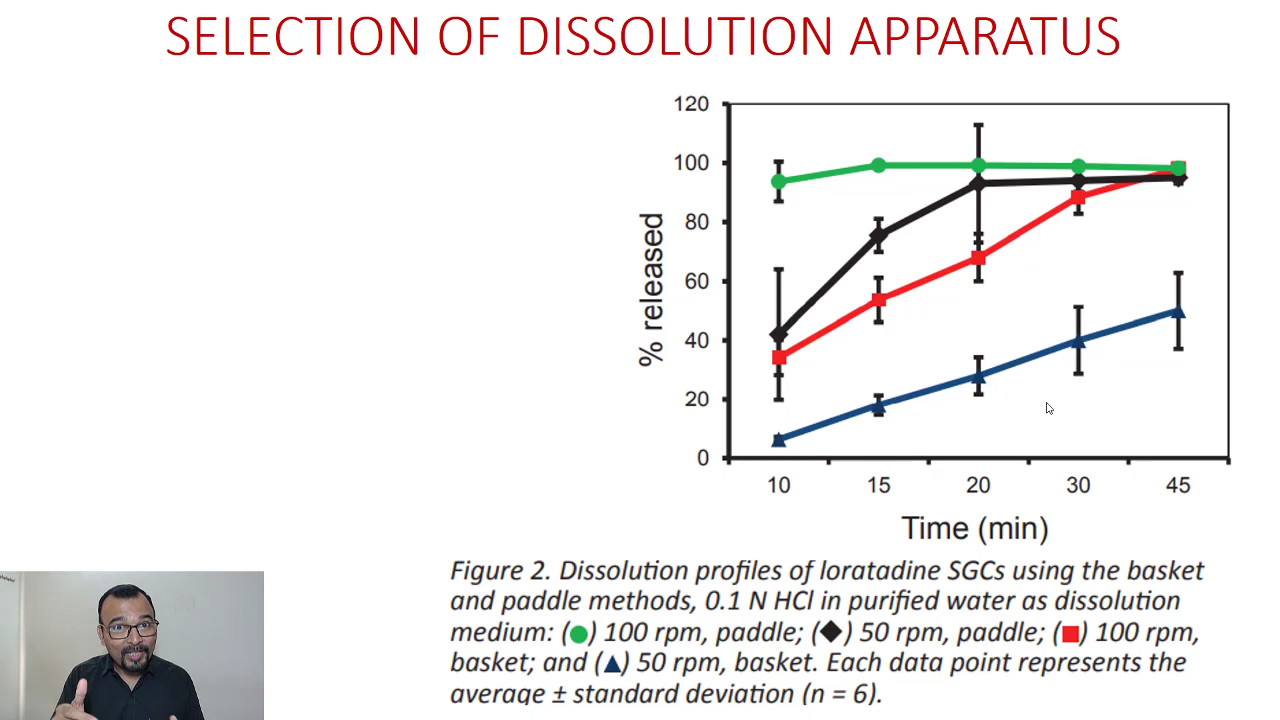 SELECTION OF DISSOLUTION APPARATUS
120
100
80
60
40
20
0
% released
10 15 20 30 45
Time (min)
Figure 2. Dissolution profiles of loratadine SGCs using the basket
and paddle methods, 0.1 N HCl in purified water as dissolution
medium: (●) 100 rpm, paddle; (◆) 50 rpm, paddle; (■) 100 rpm,
basket; and (▲) 50 rpm, basket. Each data point represents the
average ± standard deviation (n = 6).